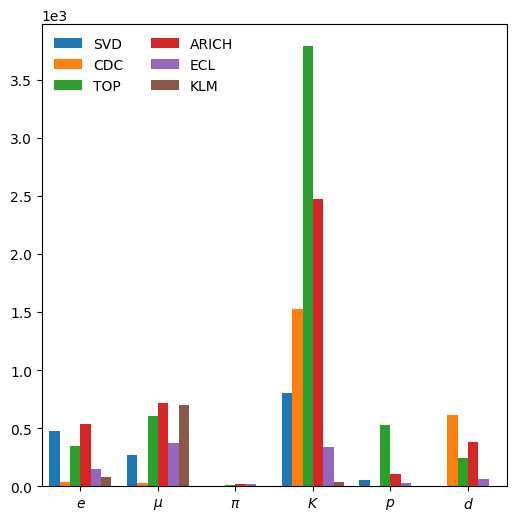 1e3
SVD
CDC
TOP
ARICH
ECL
KLM
3.5
3.0
2.5
2.0
1.5
1.0
0.5
0.0
e μ π K p d